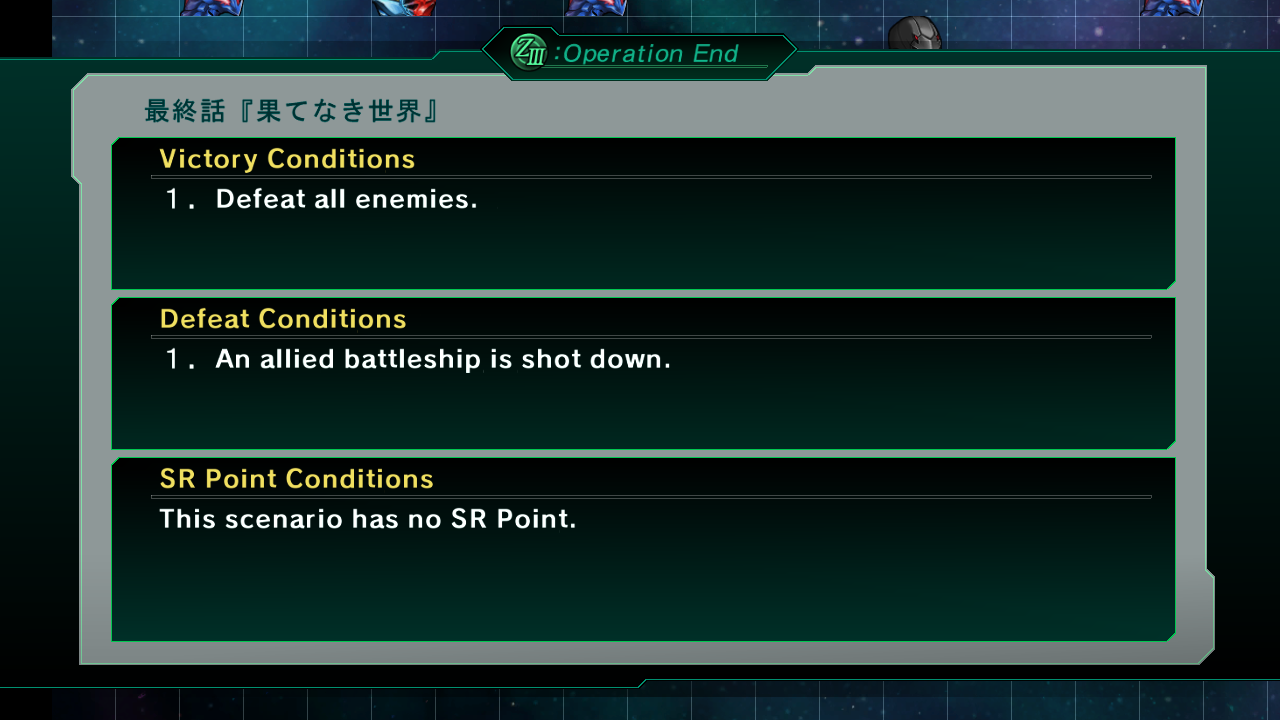 ZIII:Operation End
最終話『果てなき世界』
Victory Conditions
１．Defeat all enemies.
Defeat Conditions
１．An allied battleship is shot down.
SR Point Conditions
This scenario has no SR Point.